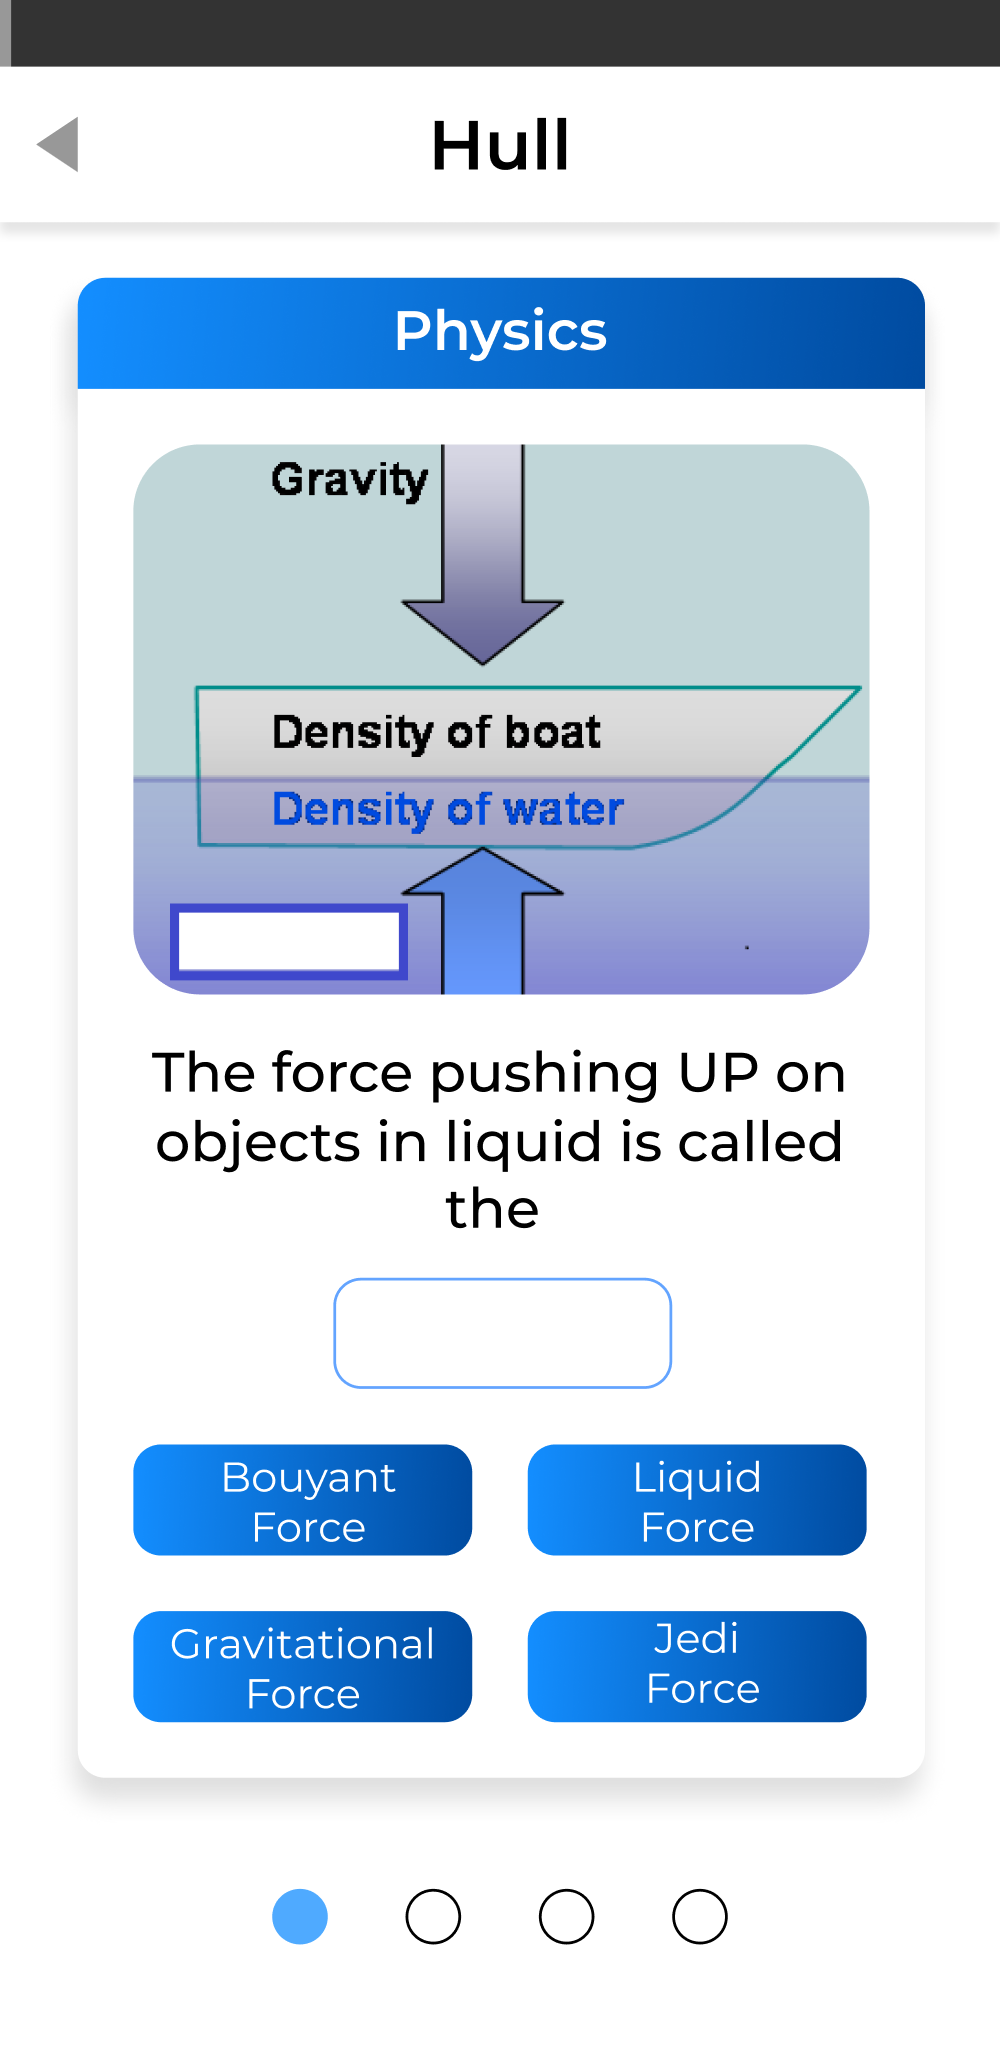 Hull
Physics
Gravity
Density of boat
Density of water
The force pushing UP on
objects in liquid is called
the
Bouyant
Force
Liquid
Force
Gravitational
Force
Jedi
Force